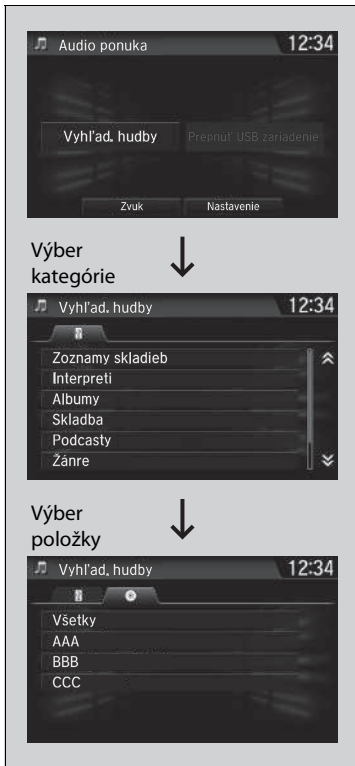 Audio ponuka 12:34
Vyhľad. hudby Prepnuť USB zariadenie
Zvuk Nastavenie
Výber
kategórie
Vyhľad. hudby 12:34
Zoznamy skladieb
Interpreti
Albumy
Skladba
Podcasty
Žánre
Výber
položky
Vyhľad. hudby 12:34
Všetky
AAA
BBB
CCC